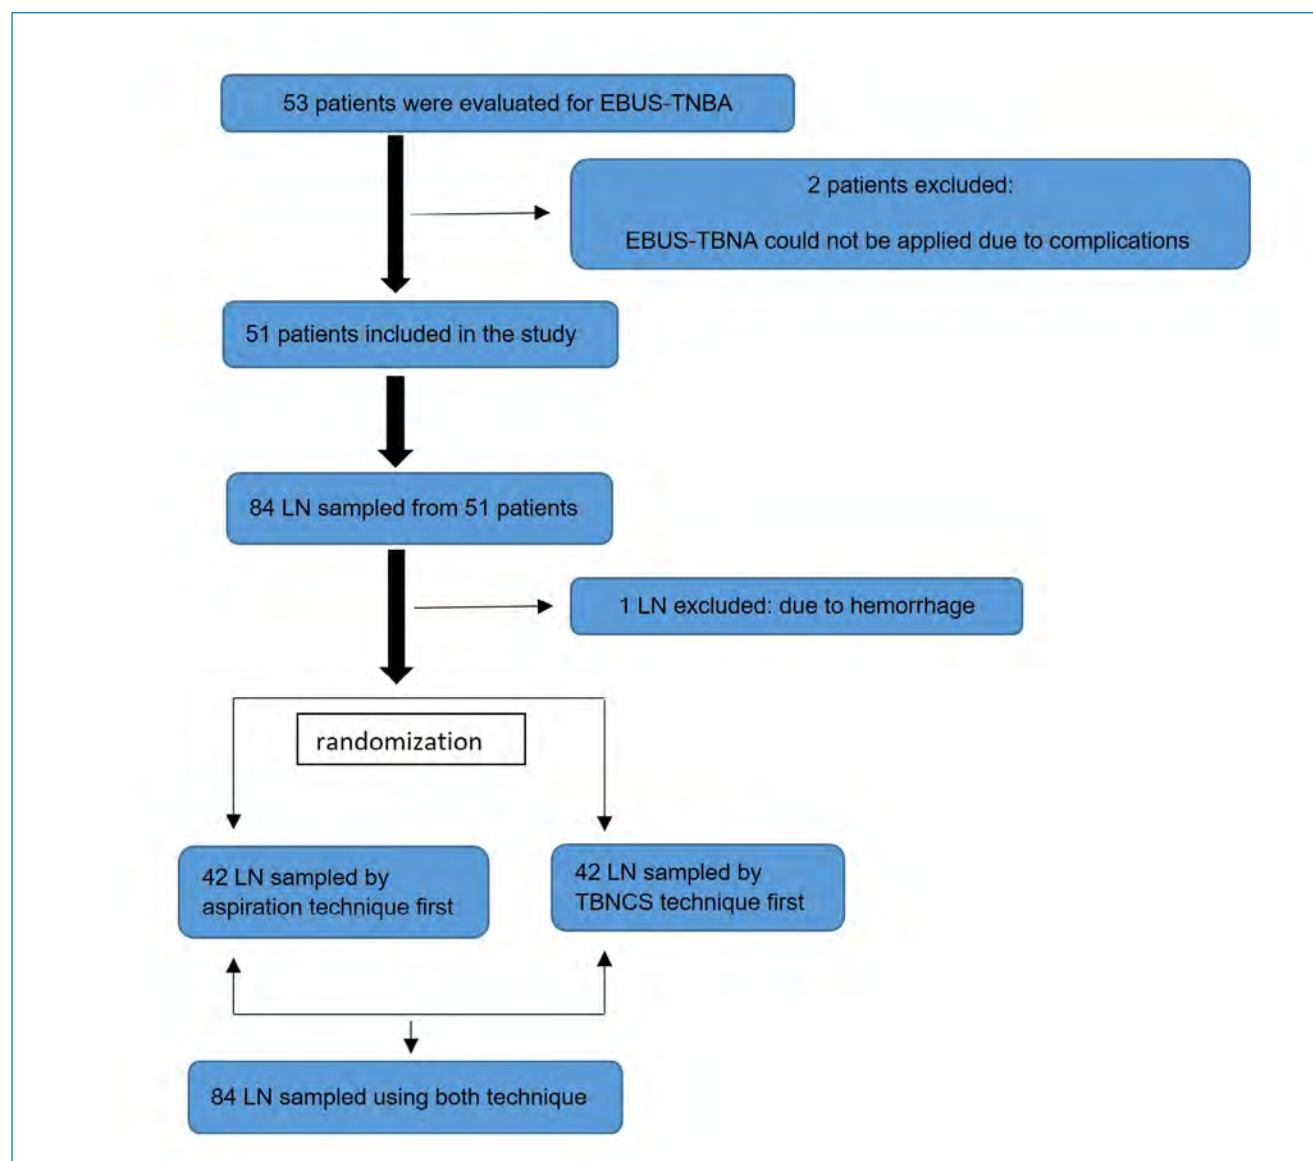 53 patients were evaluated for EBUS-TNBA
2 patients excluded:
EBUS-TBNA could not be applied due to complications
51 patients included in the study
84 LN sampled from 51 patients
1 LN excluded: due to hemorrhage
randomization
42 LN sampled by
aspiration technique first
42 LN sampled by
TBNCS technique first
84 LN sampled using both technique